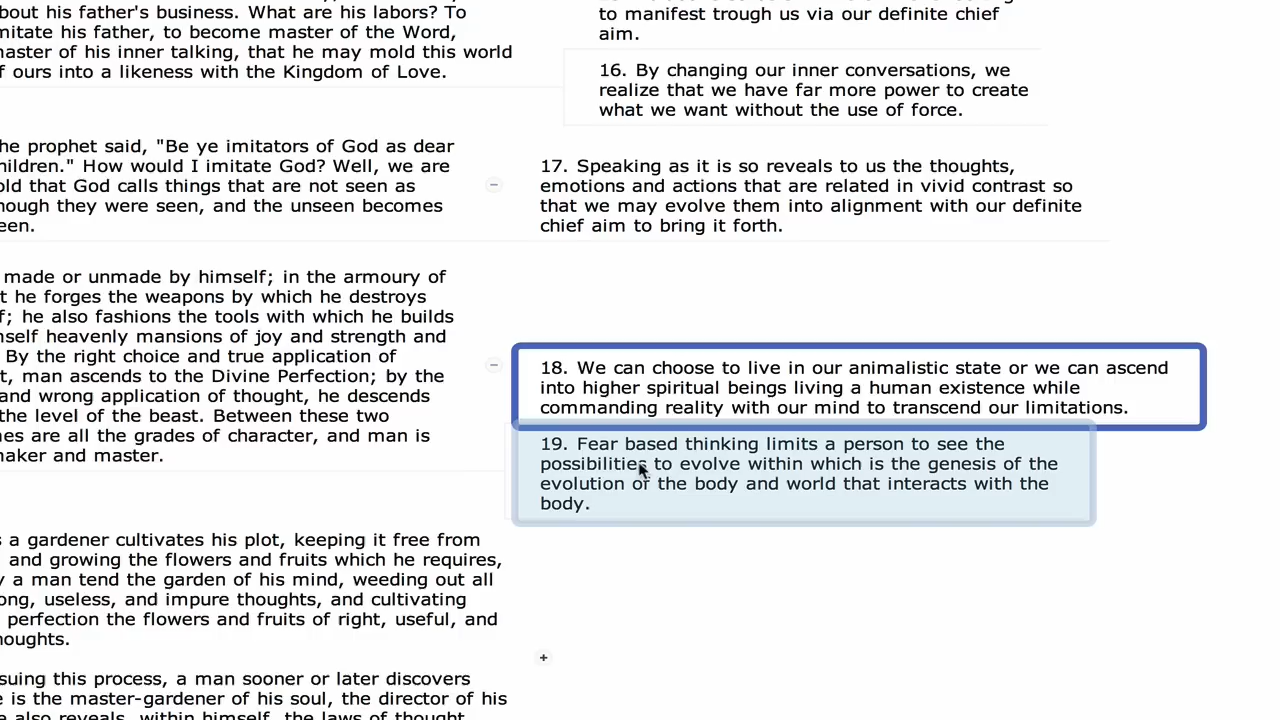 bout his father's business. What are his labors? To
mitate his father, to become master of the Word,
master of his inner talking, that he may mold this world
f ours into a likeness with the Kingdom of Love.
he prophet said, "Be ye imitators of God as dear
hildren." How would I imitate God? Well, we are
old that God calls things that are not seen as
hough they were seen, and the unseen becomes
een.
made or unmade by himself; in the armoury of
t he forges the weapons by which he destroys
f; he also fashions the tools with which he builds
mself heavenly mansions of joy and strength and
By the right choice and true application of
t, man ascends to the Divine Perfection; by the
and wrong application of thought, he descends
the level of the beast. Between these two
es are all the grades of character, and man is
maker and master.
s a gardener cultivates his plot, keeping it free from
and growing the flowers and fruits which he requires,
y a man tend the garden of his mind, weeding out all
ong, useless, and impure thoughts, and cultivating
perfection the flowers and fruits of right, useful, and
houghts.
suing this process, a man sooner or later discovers
e is the master-gardener of his soul, the director of his
e also reveals, within himself, the laws of thought,
to manifest trough us via our definite chief
aim.
16. By changing our inner conversations, we
realize that we have far more power to create
what we want without the use of force.
17. Speaking as it is so reveals to us the thoughts,
emotions and actions that are related in vivid contrast so
that we may evolve them into alignment with our definite
chief aim to bring it forth.
18. We can choose to live in our animalistic state or we can ascend
into higher spiritual beings living a human existence while
commanding reality with our mind to transcend our limitations.
19. Fear based thinking limits a person to see the
possibilities to evolve within which is the genesis of the
evolution of the body and world that interacts with the
body.